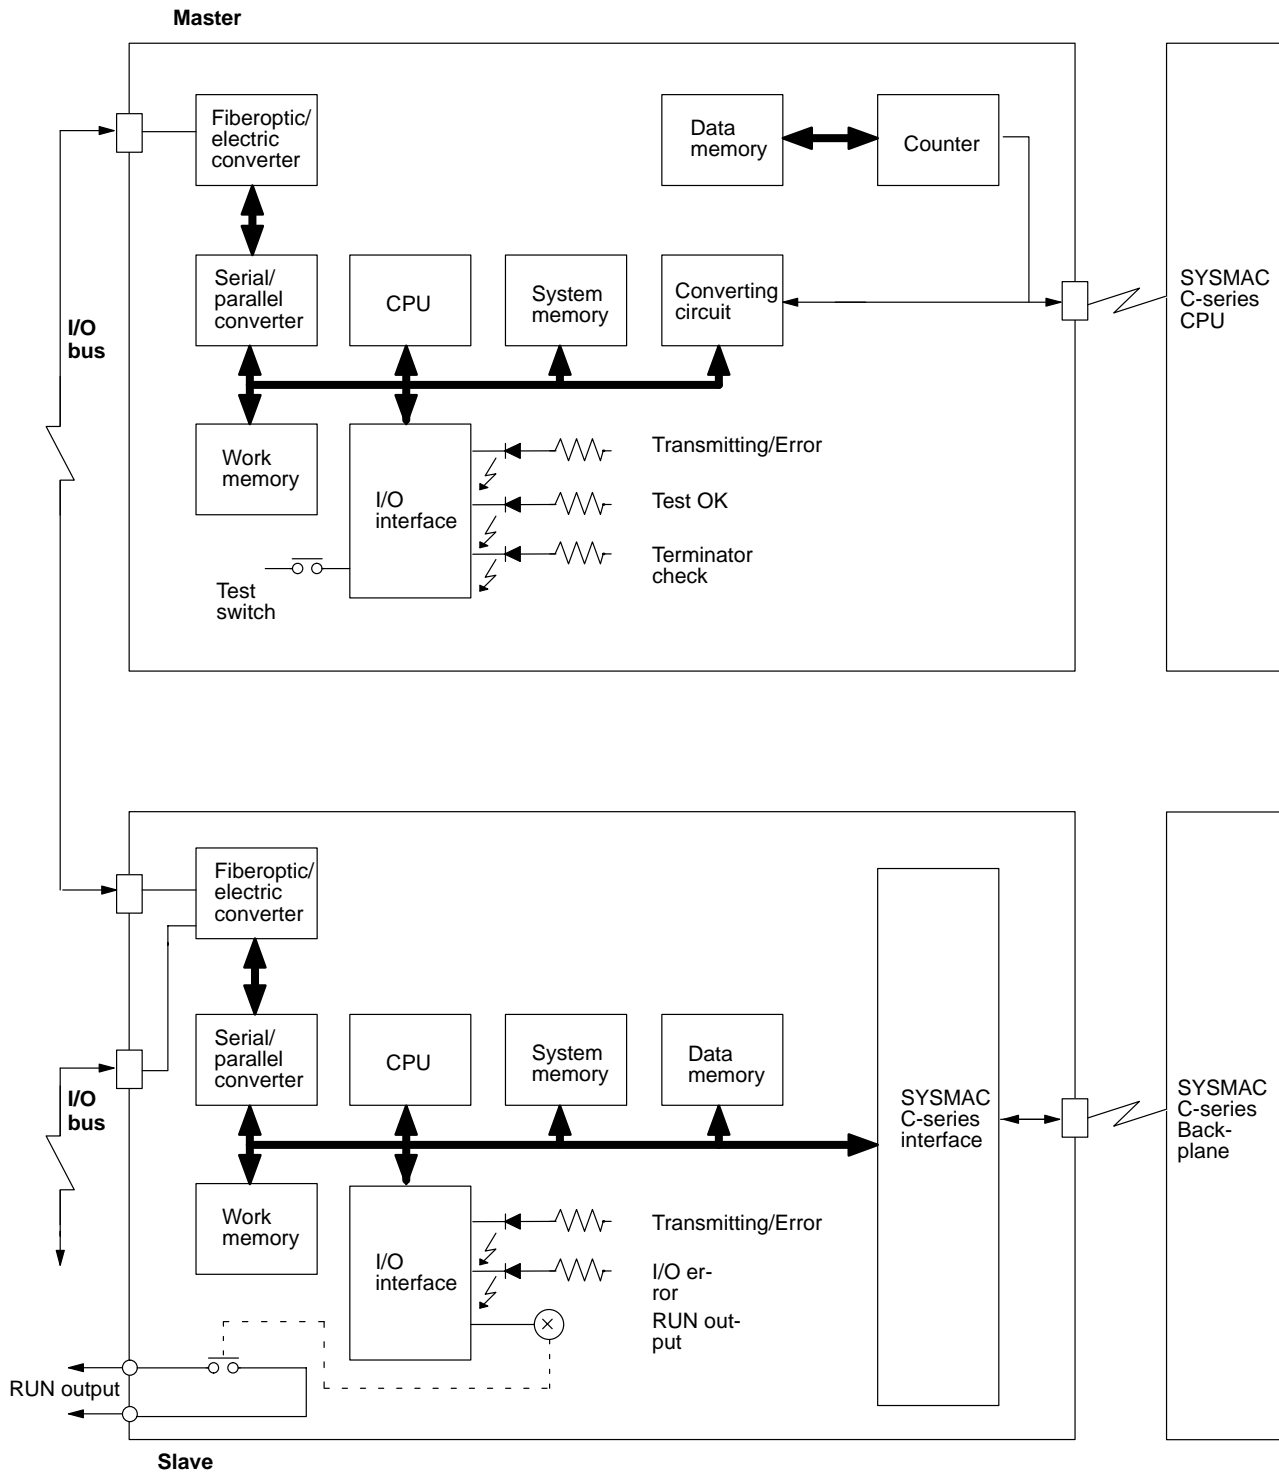 Master
Fiberoptic/
electric
converter
Data
memory
Counter
Serial/
parallel
converter
CPU
System
memory
Converting
circuit
SYSMAC
C-series
CPU
I/O
bus
Work
memory
I/O
interface
Transmitting/Error
Test OK
Terminator
check
Test
switch
Fiberoptic/
electric
converter
Serial/
parallel
converter
CPU
System
memory
Data
memory
SYSMAC
C-series
interface
SYSMAC
C-series
Back-
plane
I/O
bus
Work
memory
I/O
interface
Transmitting/Error
I/O er-
ror
RUN out-
put
RUN output
Slave